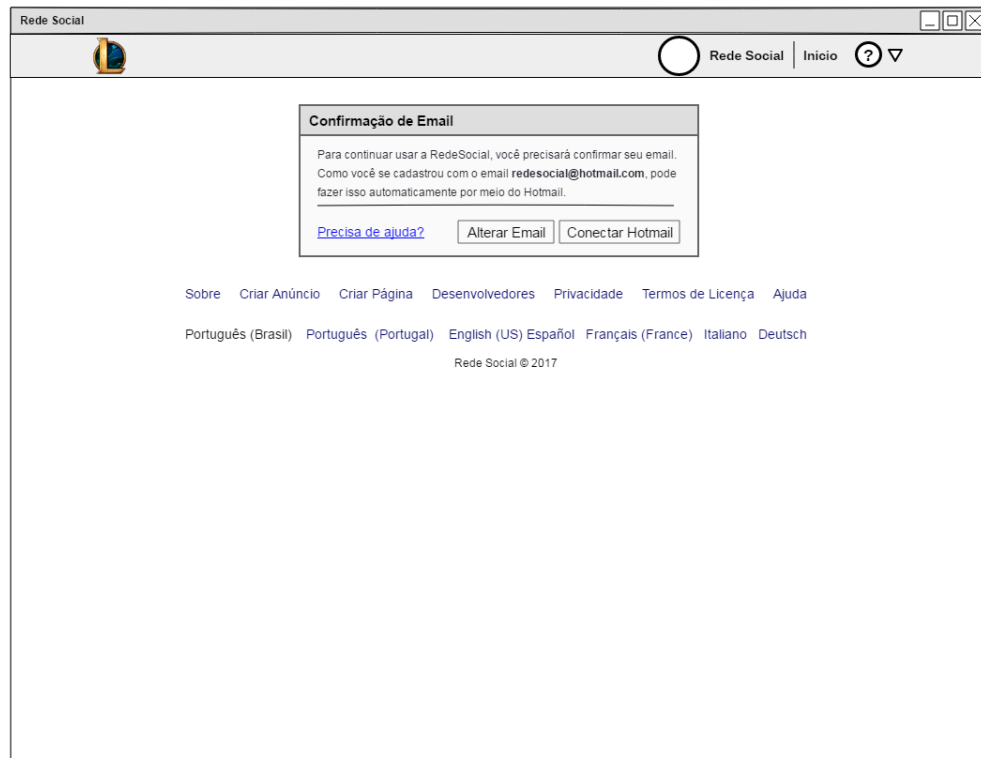 Rede Social
Rede Social Inicio ?
Confirmação de Email
Para continuar usar a RedeSocial, você precisará confirmar seu email.
Como você se cadastrou com o email redesocial@hotmail.com, pode
fazer isso automaticamente por meio do Hotmail.
Precisa de ajuda? Alterar Email Conectar Hotmail
Sobre Criar Anúncio Criar Página Desenvolvedores Privacidade Termos de Licença Ajuda
Português (Brasil) Português (Portugal) English (US) Español Français (France) Italiano Deutsch
Rede Social © 2017